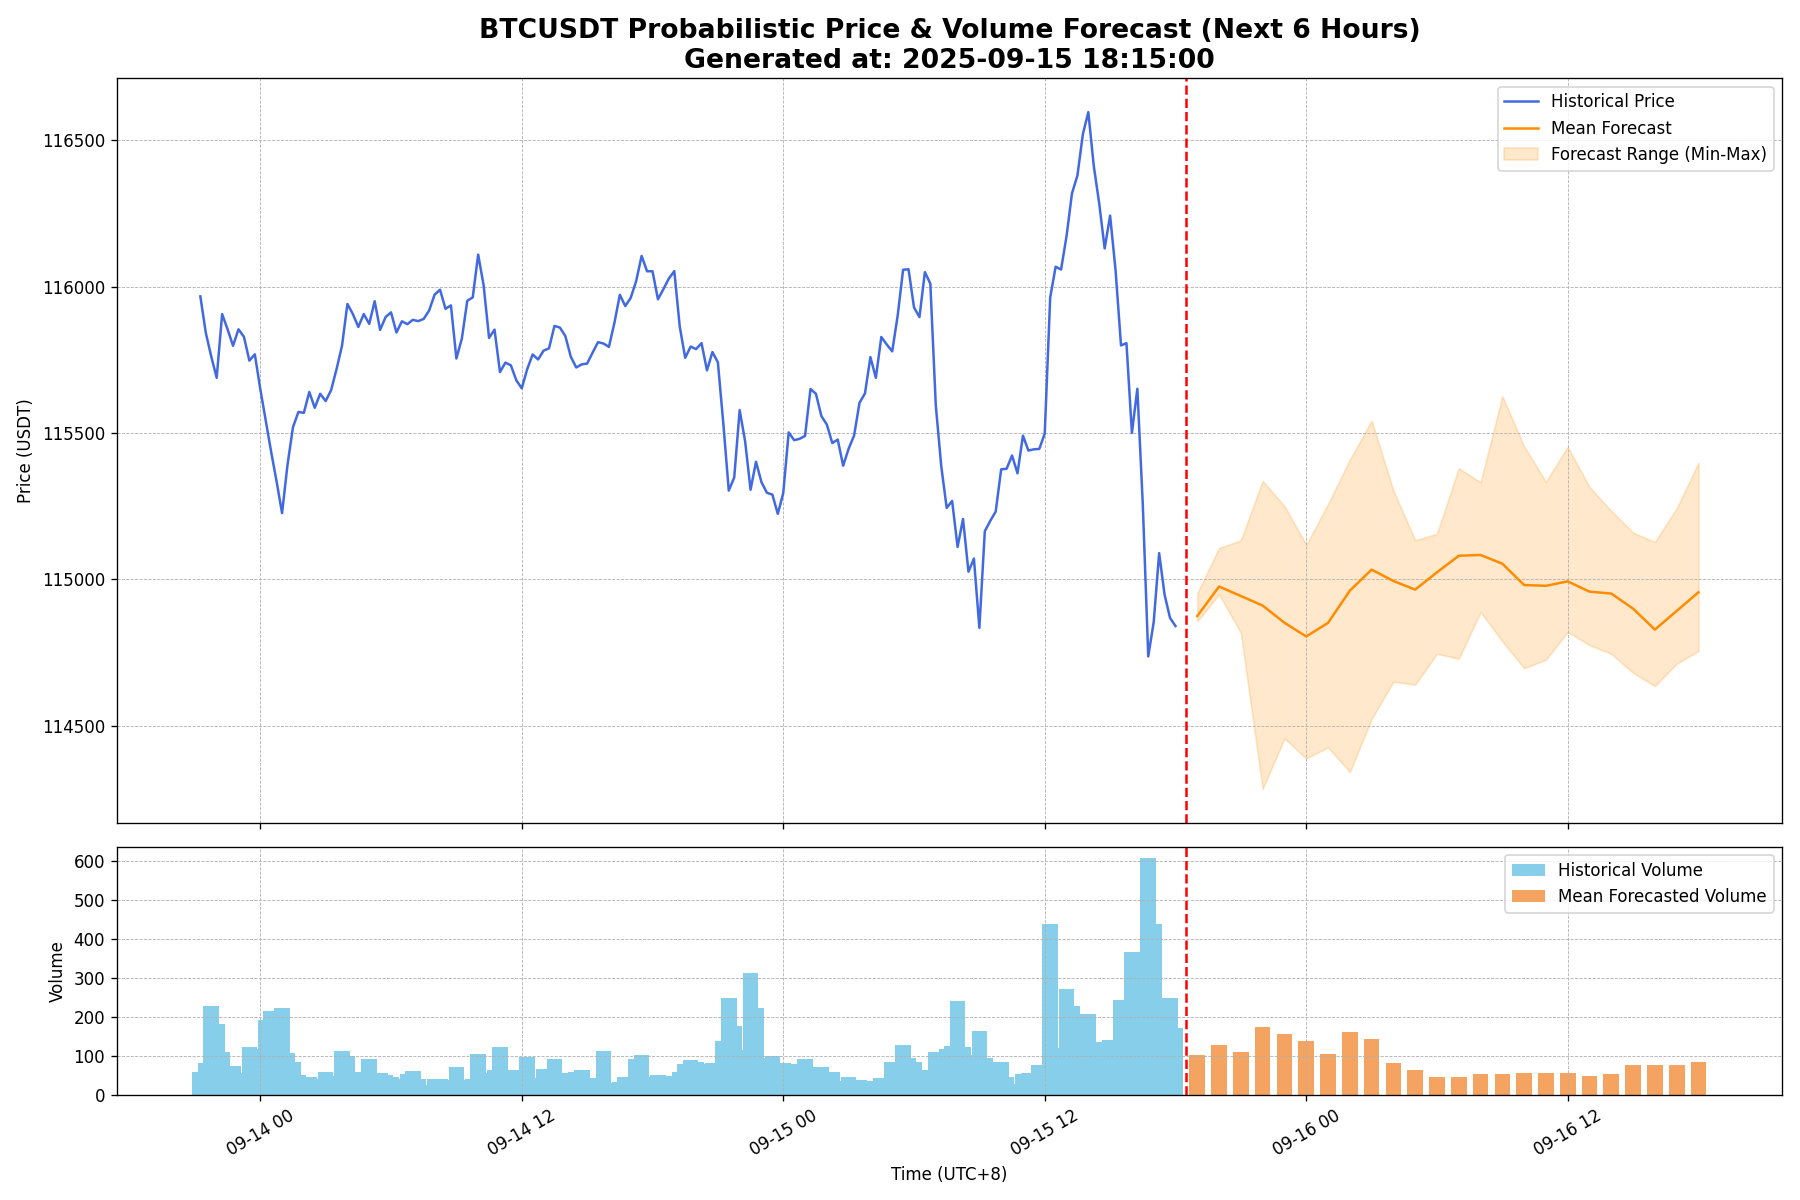 BTCUSDT Probabilistic Price & Volume Forecast (Next 6 Hours)
Generated at: 2025-09-15 18:15:00
Historical Price
Mean Forecast
Forecast Range (Min-Max)
116500
116000
115500
115000
114500
Price (USDT)
Historical Volume
Mean Forecasted Volume
600
500
400
300
200
100
0
Volume
09-14 00
09-14 12
09-15 00
09-15 12
09-16 00
09-16 12
Time (UTC+8)